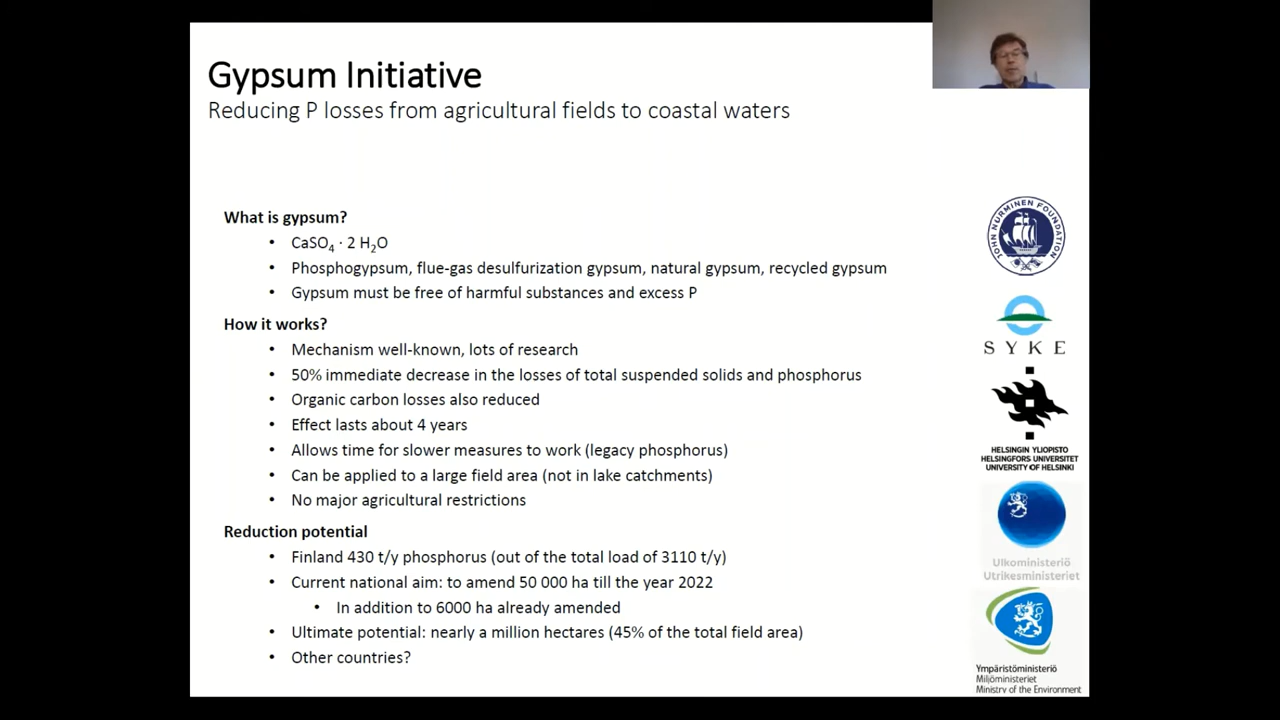 Gypsum Initiative
Reducing P losses from agricultural fields to coastal waters
What is gypsum?
• CaSO₄ · 2 H₂O
• Phosphogypsum, flue-gas desulfurization gypsum, natural gypsum, recycled gypsum
• Gypsum must be free of harmful substances and excess P
How it works?
• Mechanism well-known, lots of research
• 50% immediate decrease in the losses of total suspended solids and phosphorus
• Organic carbon losses also reduced
• Effect lasts about 4 years
• Allows time for slower measures to work (legacy phosphorus)
• Can be applied to a large field area (not in lake catchments)
• No major agricultural restrictions
Reduction potential
• Finland 430 t/y phosphorus (out of the total load of 3110 t/y)
• Current national aim: to amend 50 000 ha till the year 2022
• In addition to 6000 ha already amended
• Ultimate potential: nearly a million hectares (45% of the total field area)
• Other countries?
JOHN NURMINEN FOUNDATION
SYKE
HELSINGIN YLIOPISTO
HELSINGFORS UNIVERSITET
UNIVERSITY OF HELSINKI
Ulkoministeriö
Utrikesministeriet
Ympäristöministeriö
Miljöministeriet
Ministry of the Environment